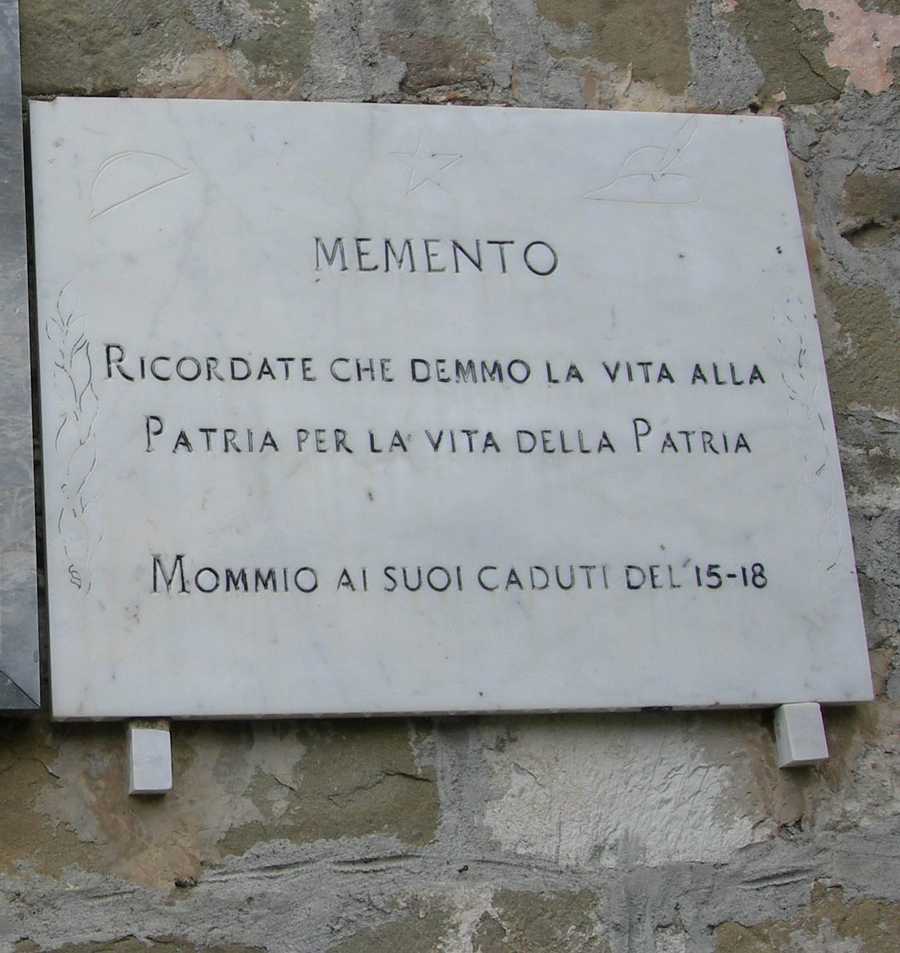 MEMENTO
RICORDATE CHE DEMMO LA VITA ALLA
PATRIA PER LA VITA DELLA PATRIA
MOMMIO AI SUOI CADUTI DEL '15-18